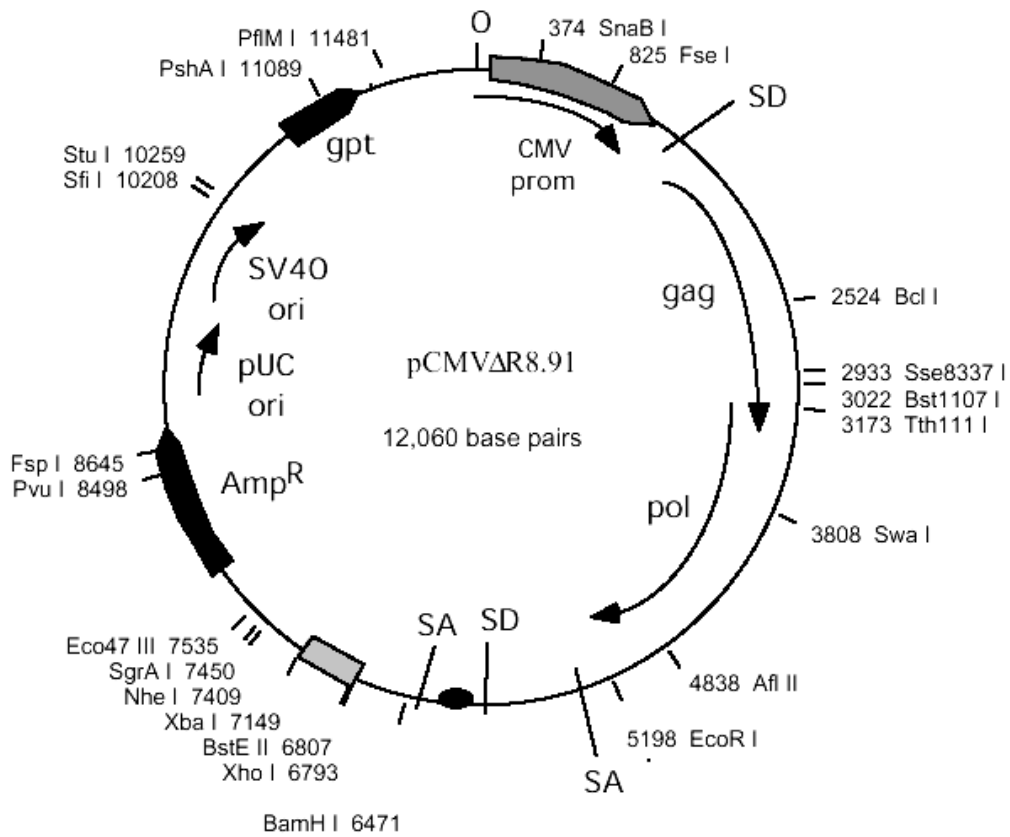 O
374 SnaB I
825 Fse I
SD
PflM I 11481
PshA I 11089
gpt
CMV
prom
Stu I 10259
Sfi I 10208
SV40
ori
gag
2524 Bcl I
pUC
ori
pCMVΔR8.91
12,060 base pairs
2933 Sse8337 I
3022 Bst1107 I
3173 Tth111 I
Fsp I 8645
Pvu I 8498
AmpR
pol
3808 Swa I
SA
SD
Eco47 III 7535
SgrA I 7450
Nhe I 7409
Xba I 7149
BstE II 6807
Xho I 6793
BamH I 6471
4838 Afl II
5198 EcoR I
SA